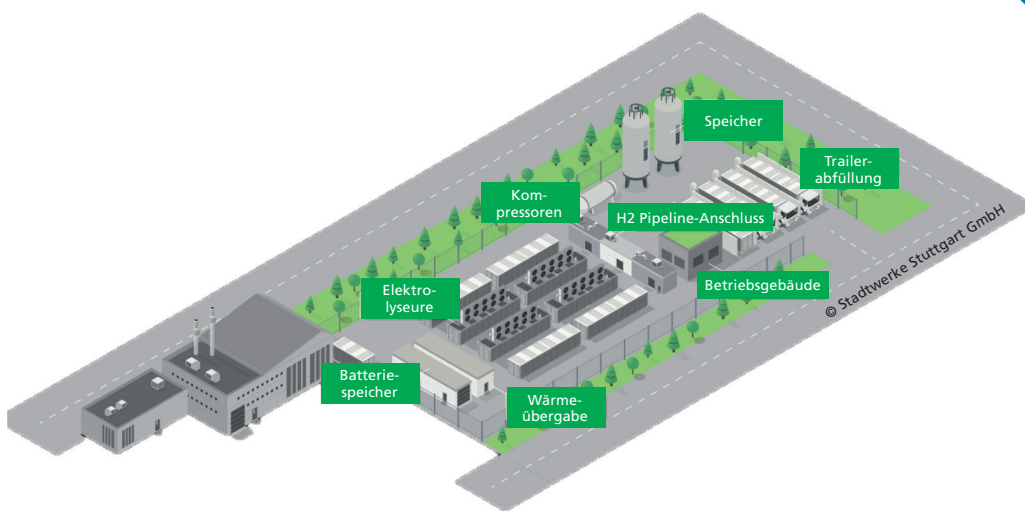 Speicher
Trailer-
abfüllung
Kom-
pressoren
H2 Pipeline-Anschluss
Betriebsgebäude
Elektro-
lyseure
Batterie-
speicher
Wärme-
übergabe
© Stadtwerke Stuttgart GmbH